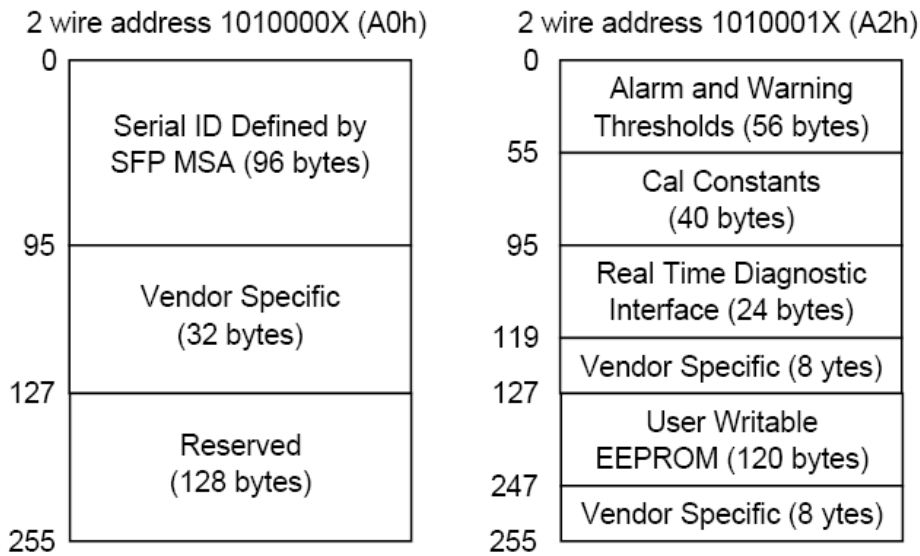 2 wire address 1010000X (A0h)
0
Serial ID Defined by
SFP MSA (96 bytes)
95
Vendor Specific
(32 bytes)
127
Reserved
(128 bytes)
255
2 wire address 1010001X (A2h)
0
Alarm and Warning
Thresholds (56 bytes)
55
Cal Constants
(40 bytes)
95
Real Time Diagnostic
Interface (24 bytes)
119
Vendor Specific (8 ytes)
127
User Writable
EEPROM (120 bytes)
247
Vendor Specific (8 ytes)
255